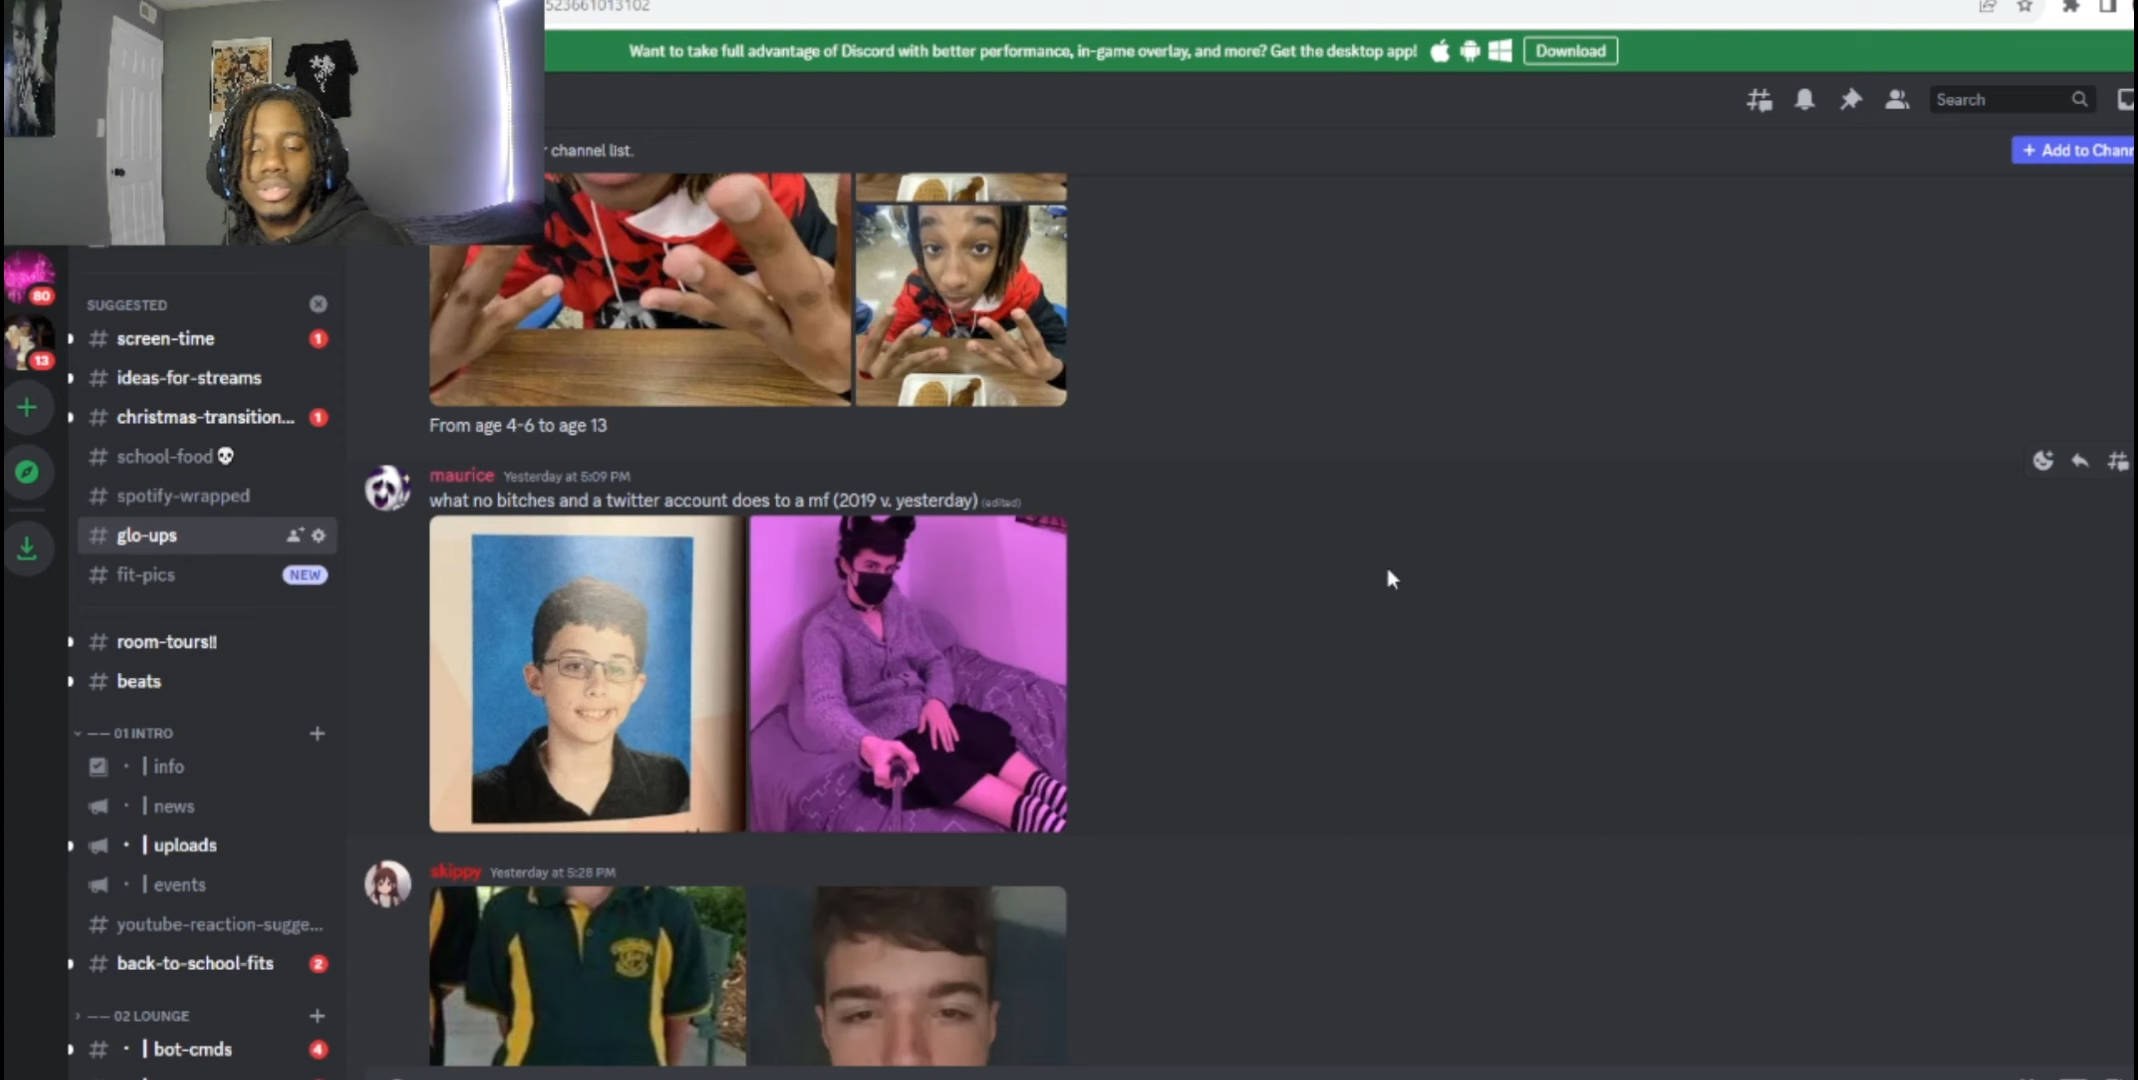 523661013102
Want to take full advantage of Discord with better performance, in-game overlay, and more? Get the desktop app!
Download
Search
channel list.
+ Add to Chann
80
13
SUGGESTED
# screen-time 1
# ideas-for-streams
# christmas-transition... 1
# school-food💀
# spotify-wrapped
# glo-ups
# fit-pics NEW
# room-tours!!
# beats
—— 01 INTRO +
· | info
· | news
· | uploads
· | events
# youtube-reaction-sugge...
# back-to-school-fits 2
—— 02 LOUNGE +
# · | bot-cmds 4
From age 4-6 to age 13
maurice Yesterday at 5:09 PM
what no bitches and a twitter account does to a mf (2019 v. yesterday) (edited)
skippy Yesterday at 5:28 PM